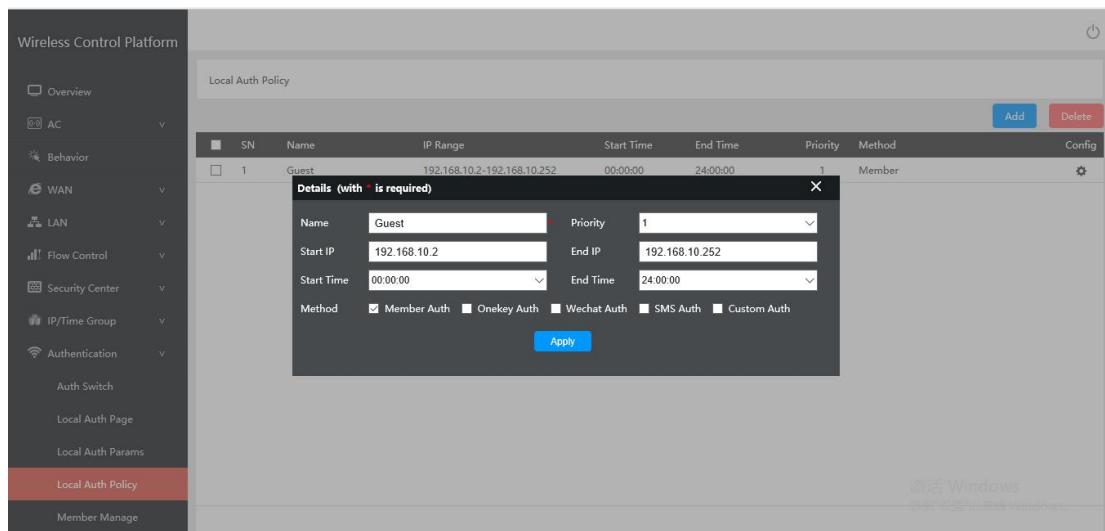 Wireless Control Platform
Overview
AC
Behavior
WAN
LAN
Flow Control
Security Center
IP/Time Group
Authentication
Auth Switch
Local Auth Page
Local Auth Params
Local Auth Policy
Member Manage
Local Auth Policy
Add Delete
SN Name IP Range Start Time End Time Priority Method Config
1 Guest 192.168.10.2-192.168.10.252 00:00:00 24:00:00 1 Member
Details (with * is required)
Name Guest * Priority 1
Start IP 192.168.10.2 End IP 192.168.10.252
Start Time 00:00:00 End Time 24:00:00
Method Member Auth Onekey Auth Wechat Auth SMS Auth Custom Auth
Apply
激活 Windows